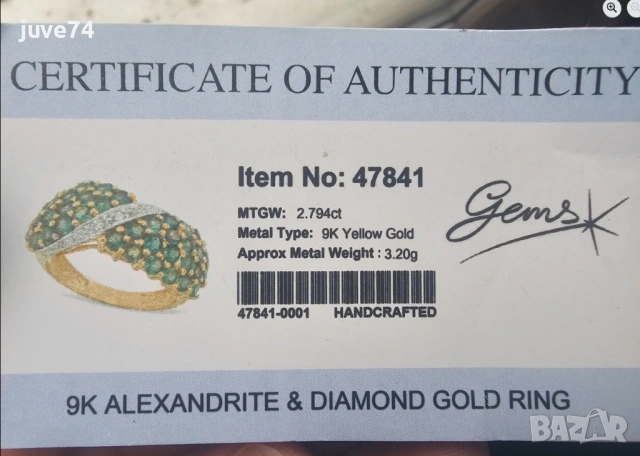 juve74
CERTIFICATE OF AUTHENTICITY
Item No: 47841
MTGW: 2.794ct
Metal Type: 9K Yellow Gold
Approx Metal Weight : 3.20g
Gems
47841-0001 HANDCRAFTED
9K ALEXANDRITE & DIAMOND GOLD RING
BAZAR